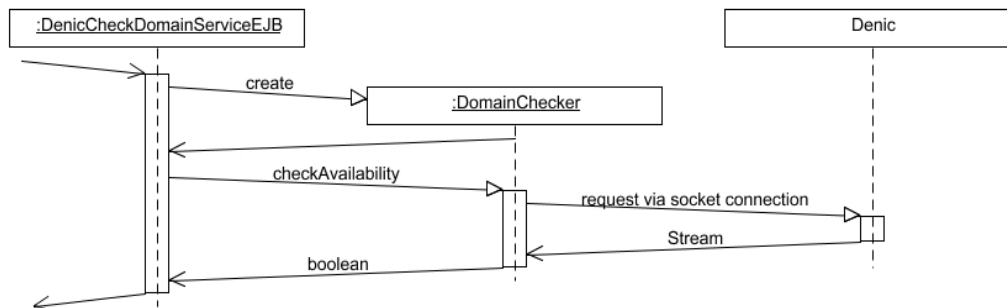 :DenicCheckDomainServiceEJB
Denic
create
:DomainChecker
checkAvailability
request via socket connection
Stream
boolean